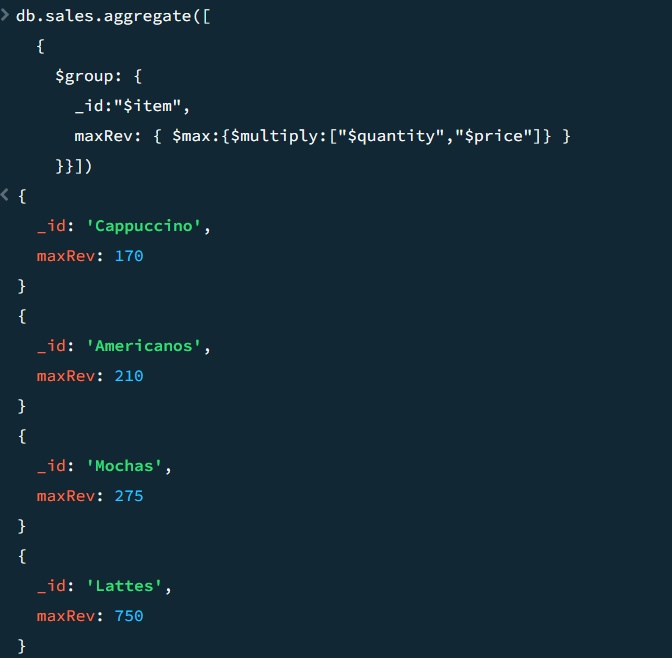 > db.sales.aggregate([
{
$group: {
_id:"$item",
maxRev: { $max:{$multiply:["$quantity","$price"]} }
}}])
< {
_id: 'Cappuccino',
maxRev: 170
}
{
_id: 'Americanos',
maxRev: 210
}
{
_id: 'Mochas',
maxRev: 275
}
{
_id: 'Lattes',
maxRev: 750
}